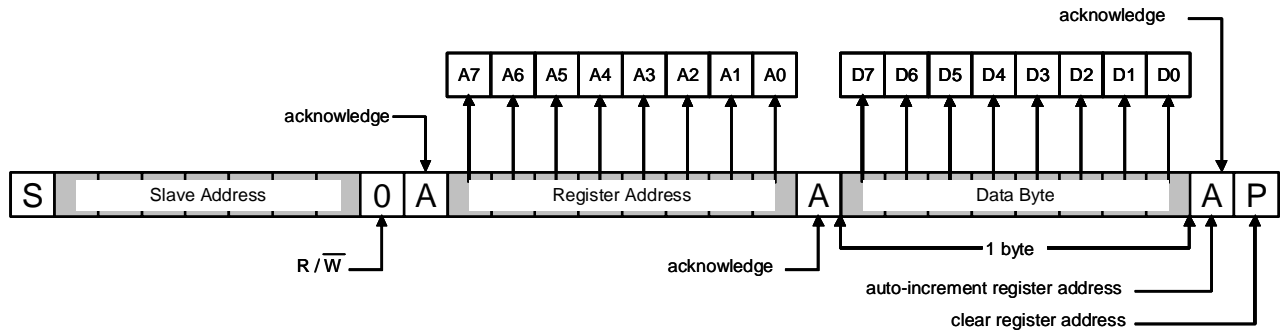 acknowledge
A7 A6 A5 A4 A3 A2 A1 A0 D7 D6 D5 D4 D3 D2 D1 D0
acknowledge
S Slave Address 0 A Register Address A Data Byte A P
R / W̅ acknowledge 1 byte
auto-increment register address
clear register address